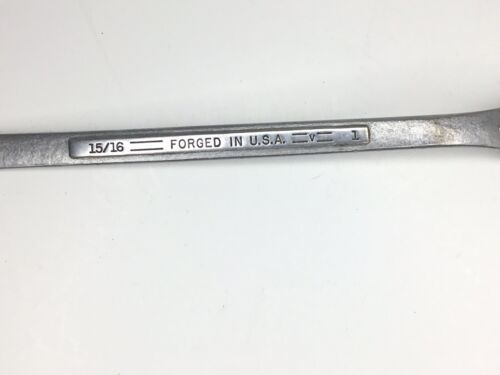 15/16 FORGED IN U.S.A. =V= 1